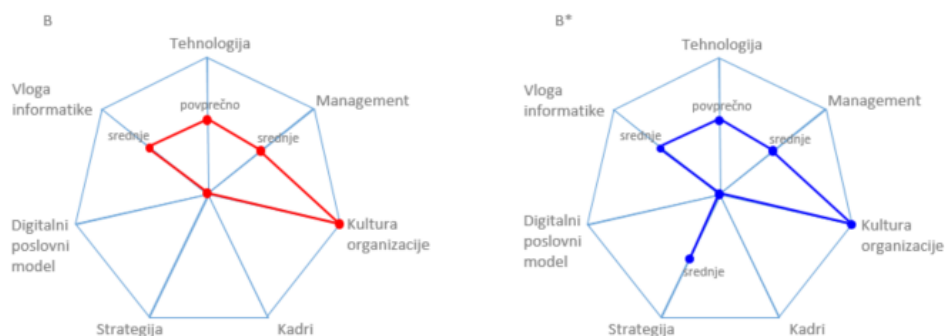 B
Tehnologija
Vloga
informatike
povprečno
Management
srednje
srednje
Digitalni
poslovni
model
Kultura
organizacije
Strategija
Kadri
B*
Tehnologija
Vloga
informatike
povprečno
Management
srednje
srednje
Digitalni
poslovni
model
Kultura
organizacije
srednje
Strategija
Kadri